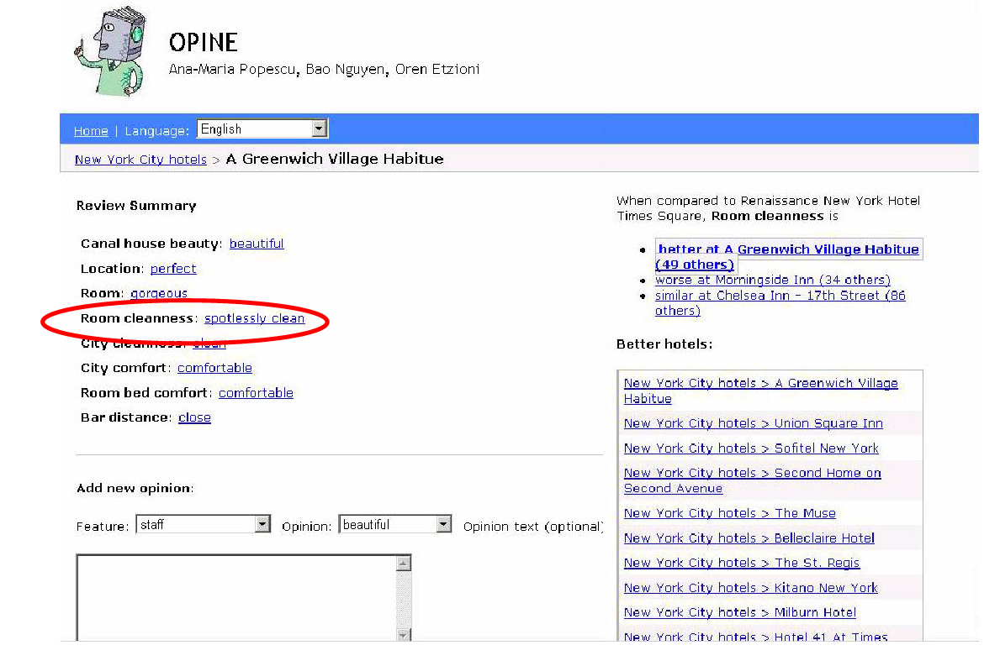 OPINE
Ana-Maria Popescu, Bao Nguyen, Oren Etzioni
Home | Language: English
New York City hotels > A Greenwich Village Habitue
Review Summary
Canal house beauty: beautiful
Location: perfect
Room: gorgeous
Room cleanness: spotlessly clean
City cleanness: clean
City comfort: comfortable
Room bed comfort: comfortable
Bar distance: close
Add new opinion:
Feature: staff Opinion: beautiful Opinion text (optional)
When compared to Renaissance New York Hotel
Times Square, Room cleanness is
• better at A Greenwich Village Habitue
(49 others)
• worse at Morningside Inn (34 others)
• similar at Chelsea Inn - 17th Street (86
others)
Better hotels:
New York City hotels > A Greenwich Village
Habitue
New York City hotels > Union Square Inn
New York City hotels > Sofitel New York
New York City hotels > Second Home on
Second Avenue
New York City hotels > The Muse
New York City hotels > Belleclaire Hotel
New York City hotels > The St. Regis
New York City hotels > Kitano New York
New York City hotels > Milburn Hotel
New York City hotels > Hotel 41 At Times